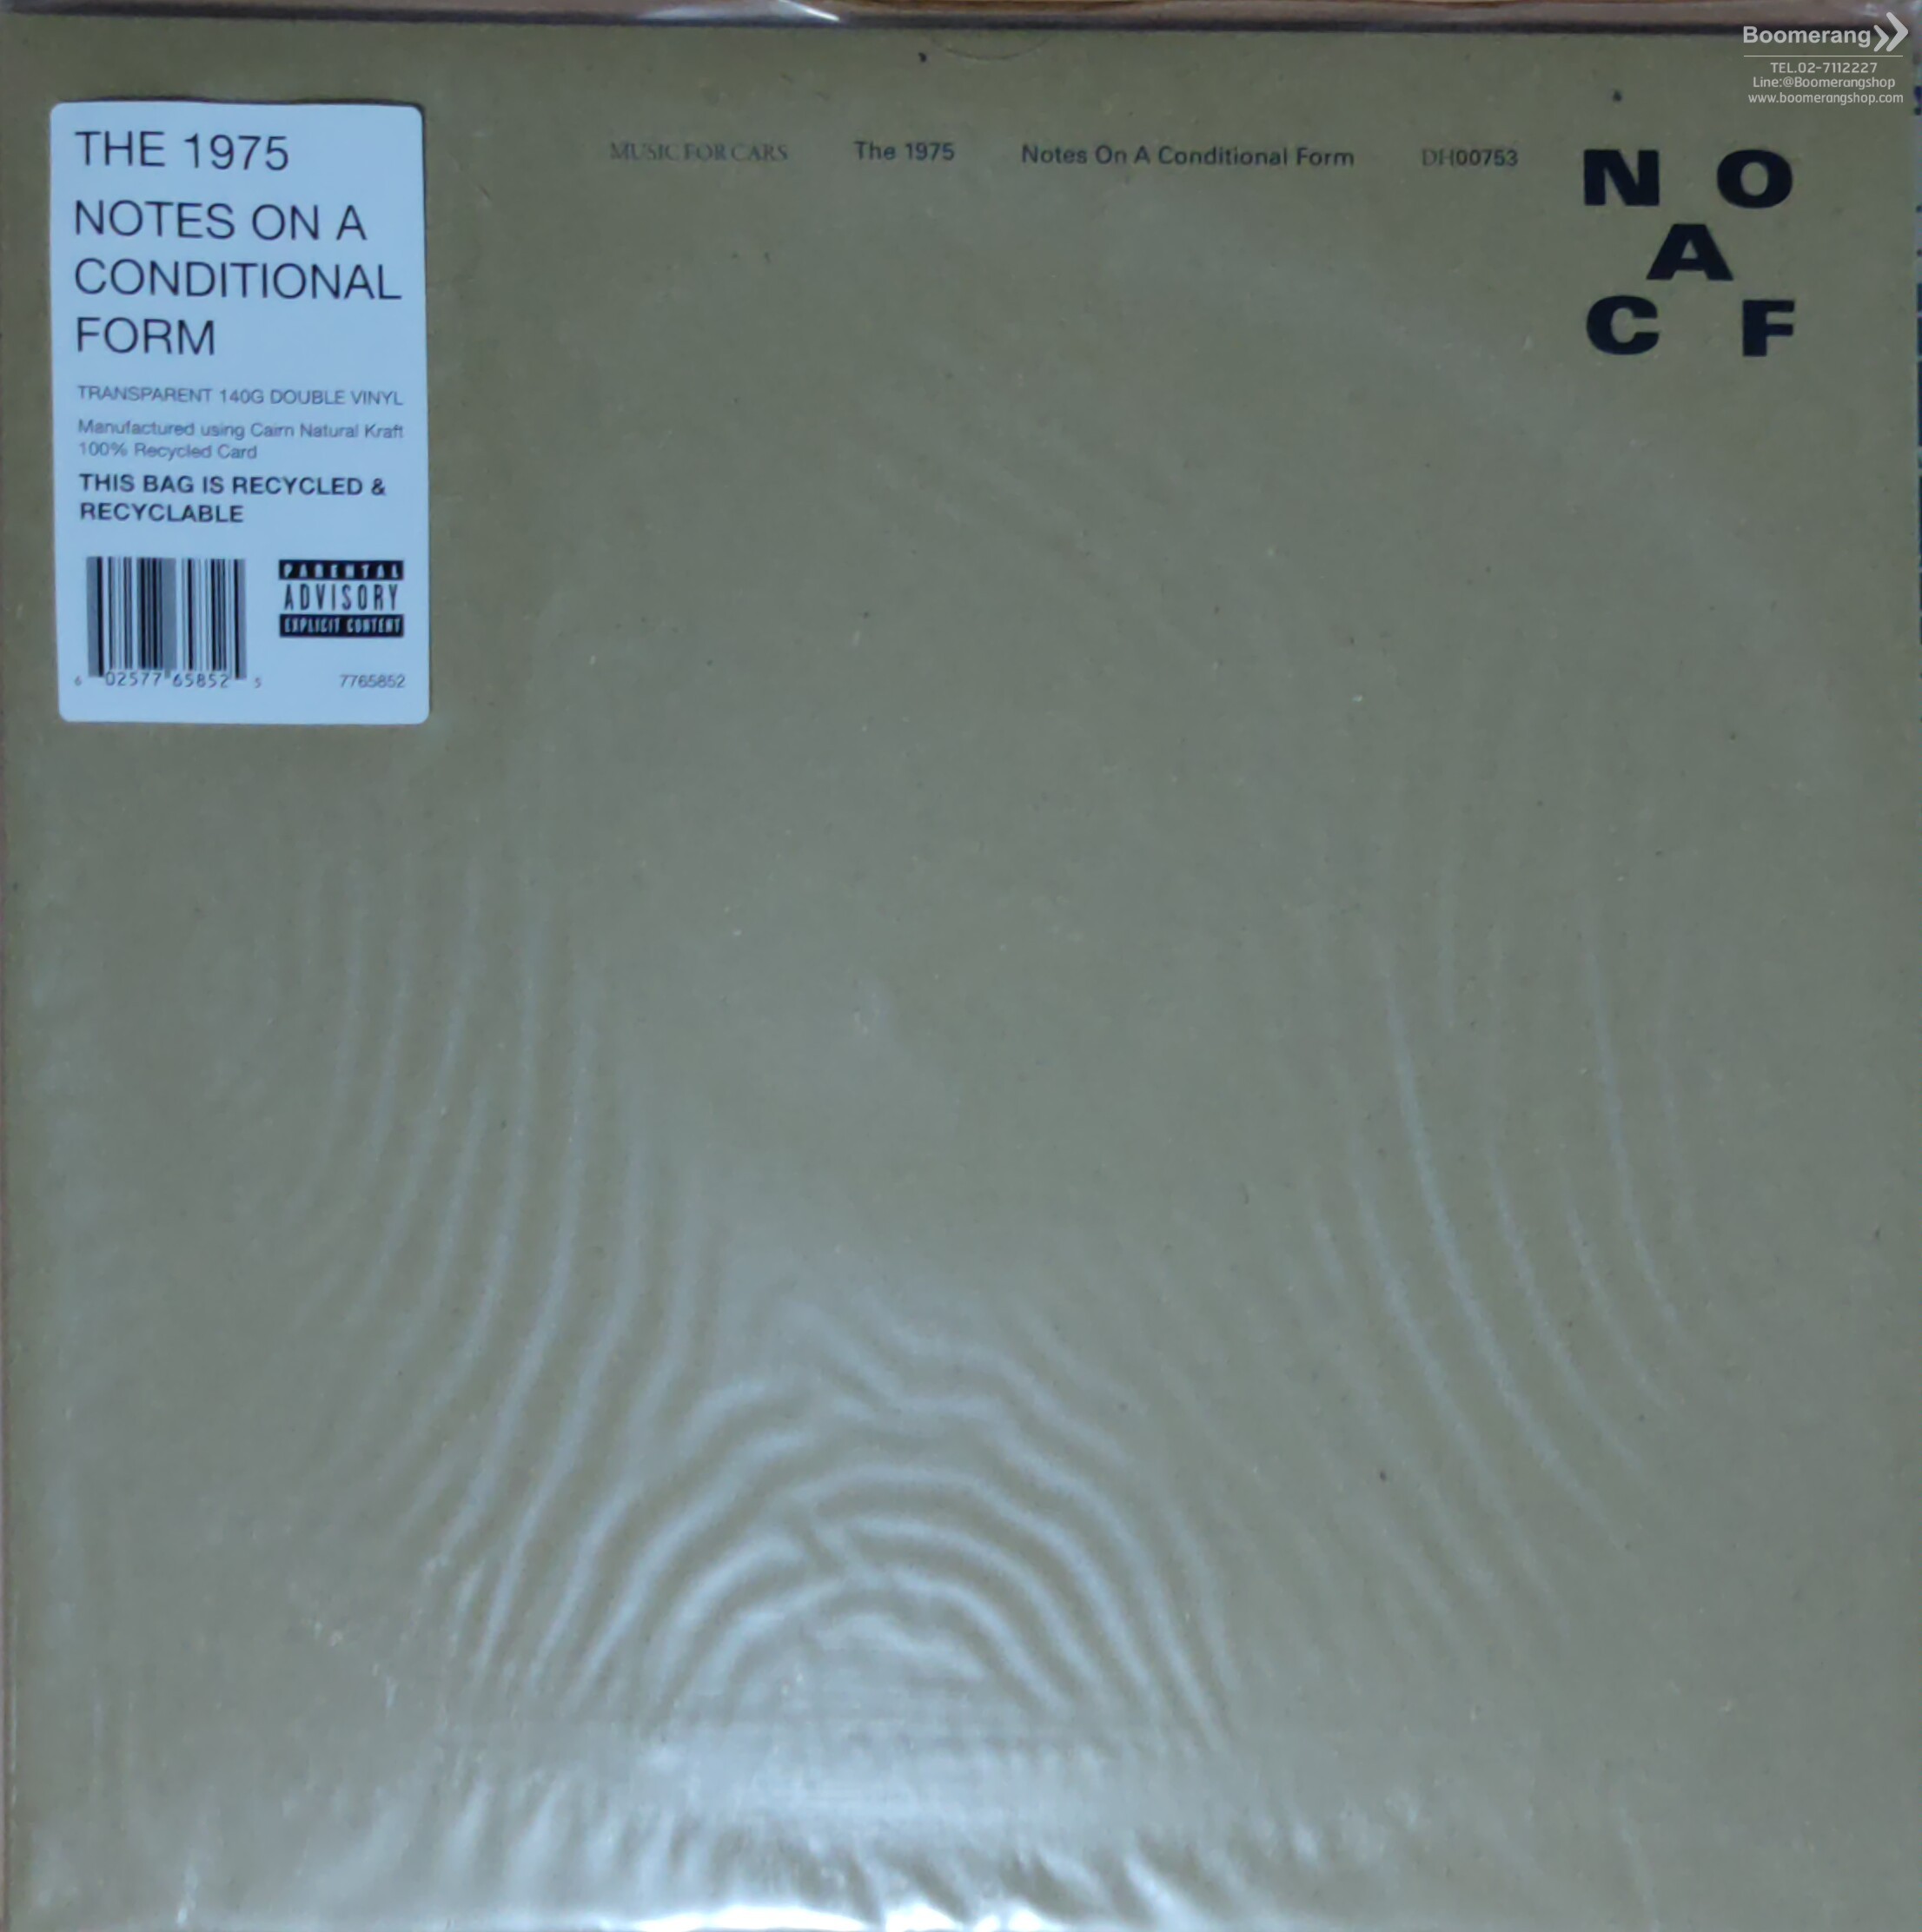 Boomerang
TEL.02-7112227
Line:@Boomerangshop
www.boomerangshop.com
THE 1975
NOTES ON A
CONDITIONAL
FORM
TRANSPARENT 140G DOUBLE VINYL
Manufactured using Cairn Natural Kraft
100% Recycled Card
THIS BAG IS RECYCLED &
RECYCLABLE
PARENTAL
ADVISORY
EXPLICIT CONTENT
6 02577 65852 5
7765852
MUSIC FOR CARS The 1975 Notes On A Conditional Form DH00753
N O
A
C F